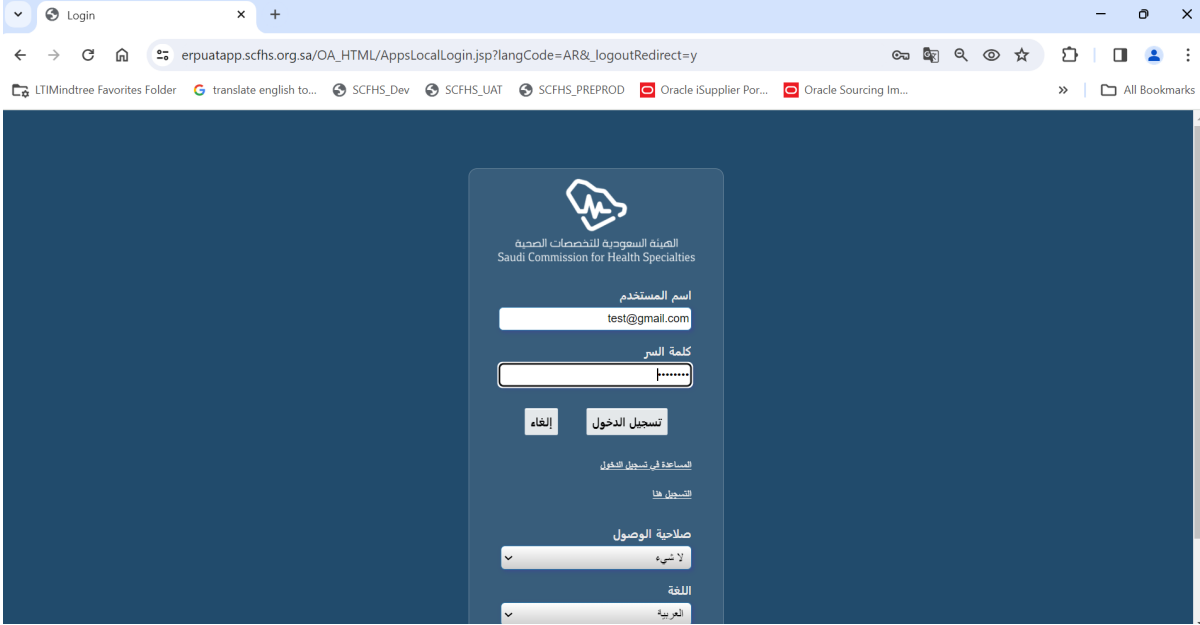 Login
erpuatapp.scfhs.org.sa/OA_HTML/AppsLocalLogin.jsp?langCode=AR&_logoutRedirect=y
LTIMindtree Favorites Folder
translate english to...
SCFHS_Dev
SCFHS_UAT
SCFHS_PREPROD
Oracle iSupplier Por...
Oracle Sourcing Im...
All Bookmarks
الهيئة السعودية للتخصصات الصحية
Saudi Commission for Health Specialties
اسم المستخدم
test@gmail.com
كلمة السر
تسجيل الدخول
إلغاء
المساعدة في تسجيل الدخول
التسجيل هنا
صلاحية الوصول
لا شيء
اللغة
العربية